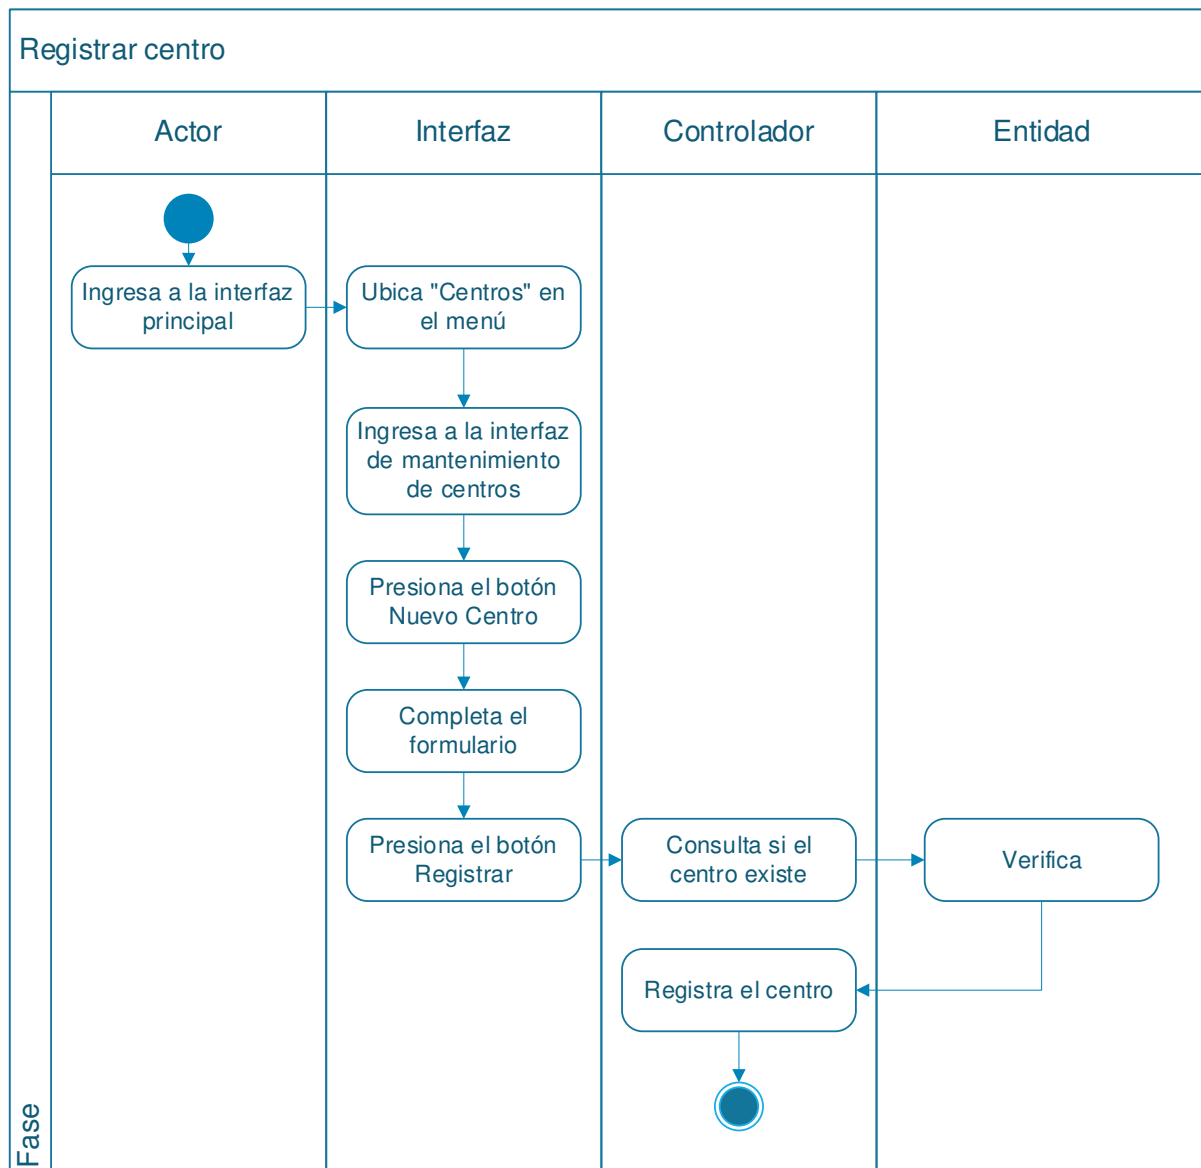 Registrar centro
Actor
Interfaz
Controlador
Entidad
Ingresa a la interfaz
principal
Ubica "Centros" en
el menú
Ingresa a la interfaz
de mantenimiento
de centros
Presiona el botón
Nuevo Centro
Completa el
formulario
Presiona el botón
Registrar
Consulta si el
centro existe
Verifica
Registra el centro
Fase